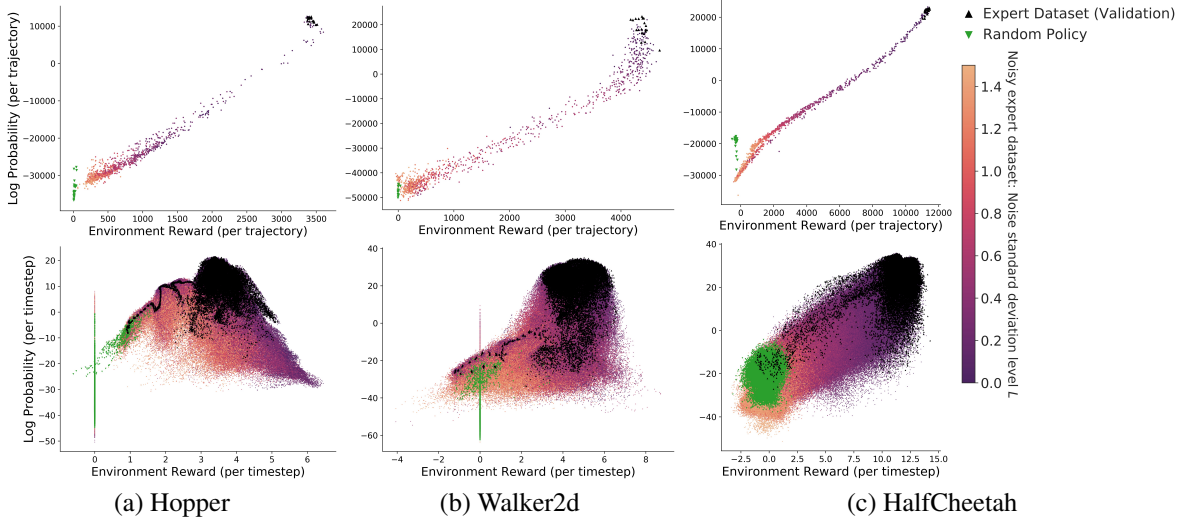 Log Probability (per trajectory)
10000
0
−10000
−20000
−30000
0 500 1000 1500 2000 2500 3000 3500
Environment Reward (per trajectory)
20000
10000
0
−10000
−20000
−30000
−40000
−50000
0 1000 2000 3000 4000
Environment Reward (per trajectory)
20000
10000
0
−10000
−20000
−30000
0 2000 4000 6000 8000 10000 12000
Environment Reward (per trajectory)
Expert Dataset (Validation)
Random Policy
1.4
1.2
1.0
0.8
0.6
0.4
0.2
0.0
Noisy expert dataset: Noise standard deviation level L
Log Probability (per timestep)
20
10
0
−10
−20
−30
−40
−50
0 1 2 3 4 5 6
Environment Reward (per timestep)
40
20
0
−20
−40
−60
−4 −2 0 2 4 6 8
Environment Reward (per timestep)
40
20
0
−20
−40
−2.5 0.0 2.5 5.0 7.5 10.0 12.5 15.0
Environment Reward (per timestep)
(a) Hopper
(b) Walker2d
(c) HalfCheetah